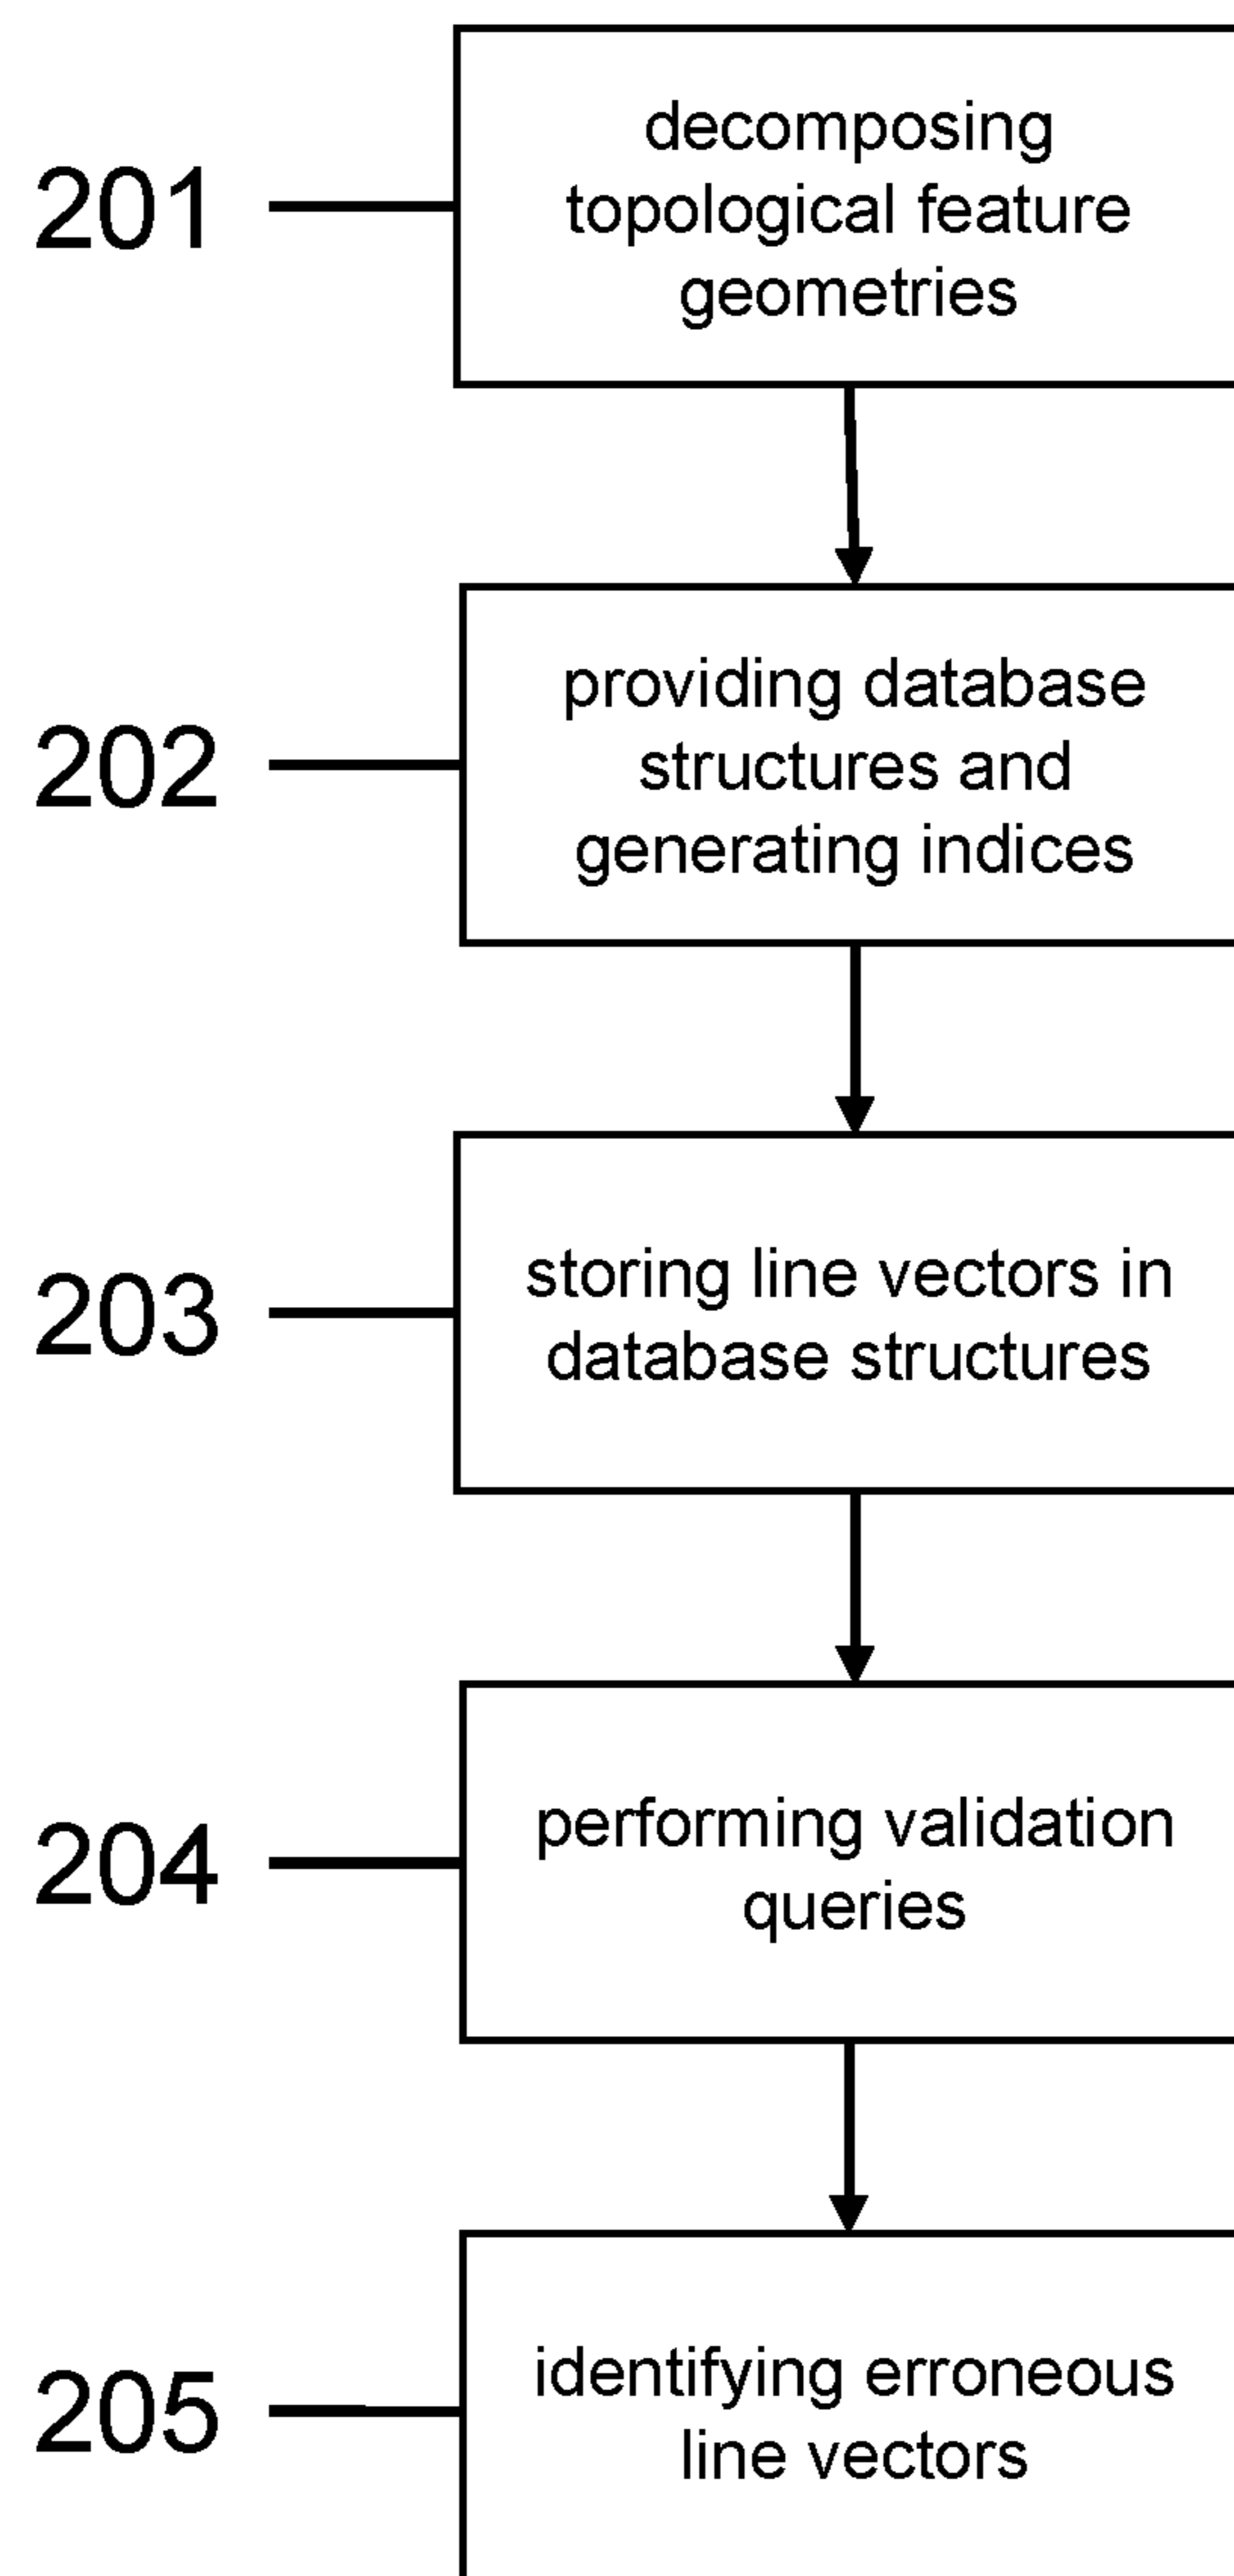 201
decomposing
topological feature
geometries
202
providing database
structures and
generating indices
203
storing line vectors in
database structures
204
performing validation
queries
205
identifying erroneous
line vectors